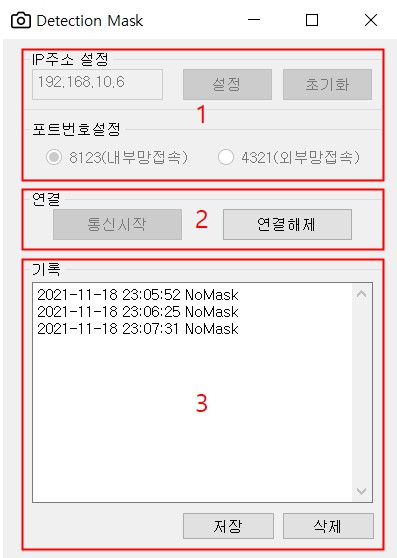 Detection Mask
IP주소 설정
192,168,10,6
설정
초기화
1
포트번호설정
8123(내부망접속)
4321(외부망접속)
연결
통신시작
2
연결해제
기록
2021-11-18 23:05:52 NoMask
2021-11-18 23:06:25 NoMask
2021-11-18 23:07:31 NoMask
3
저장
삭제